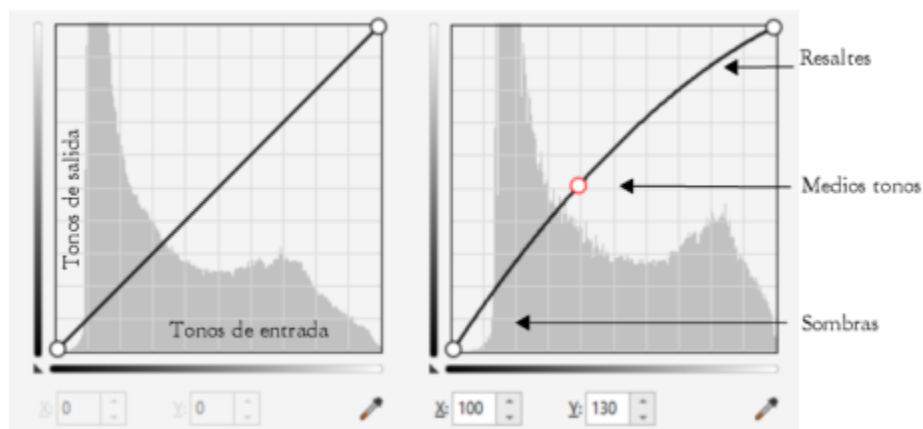 Tonos de salida
Tonos de entrada
X: 0 Y: 0
Resaltes
Medios tonos
Sombras
X: 100 Y: 130